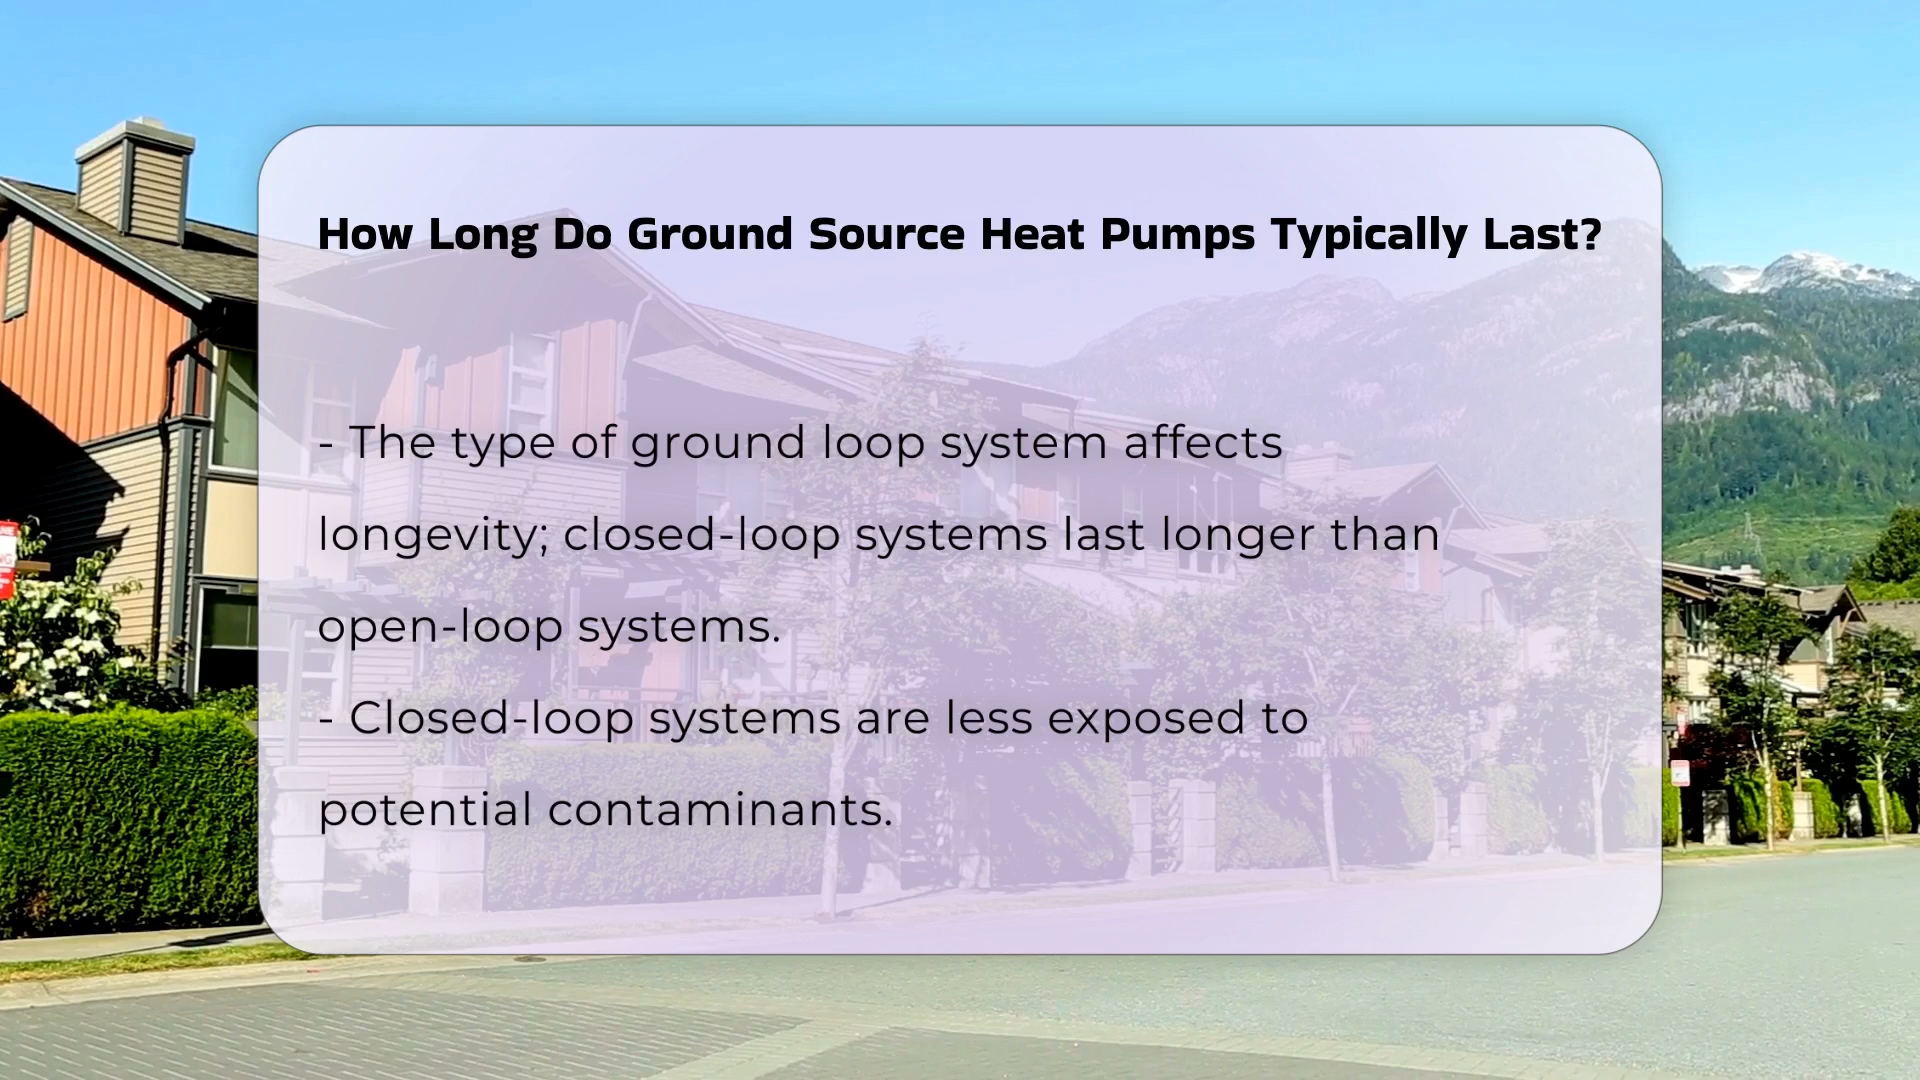 How Long Do Ground Source Heat Pumps Typically Last?
- The type of ground loop system affects
longevity; closed-loop systems last longer than
open-loop systems.
- Closed-loop systems are less exposed to
potential contaminants.